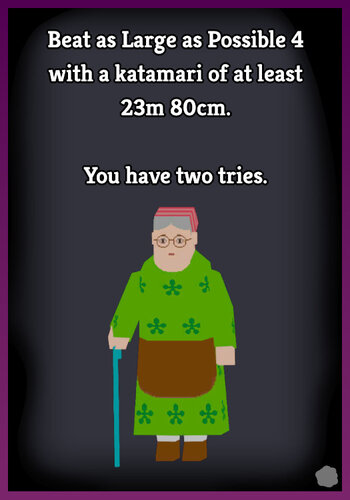 Beat as Large as Possible 4
with a katamari of at least
23m 80cm.
You have two tries.